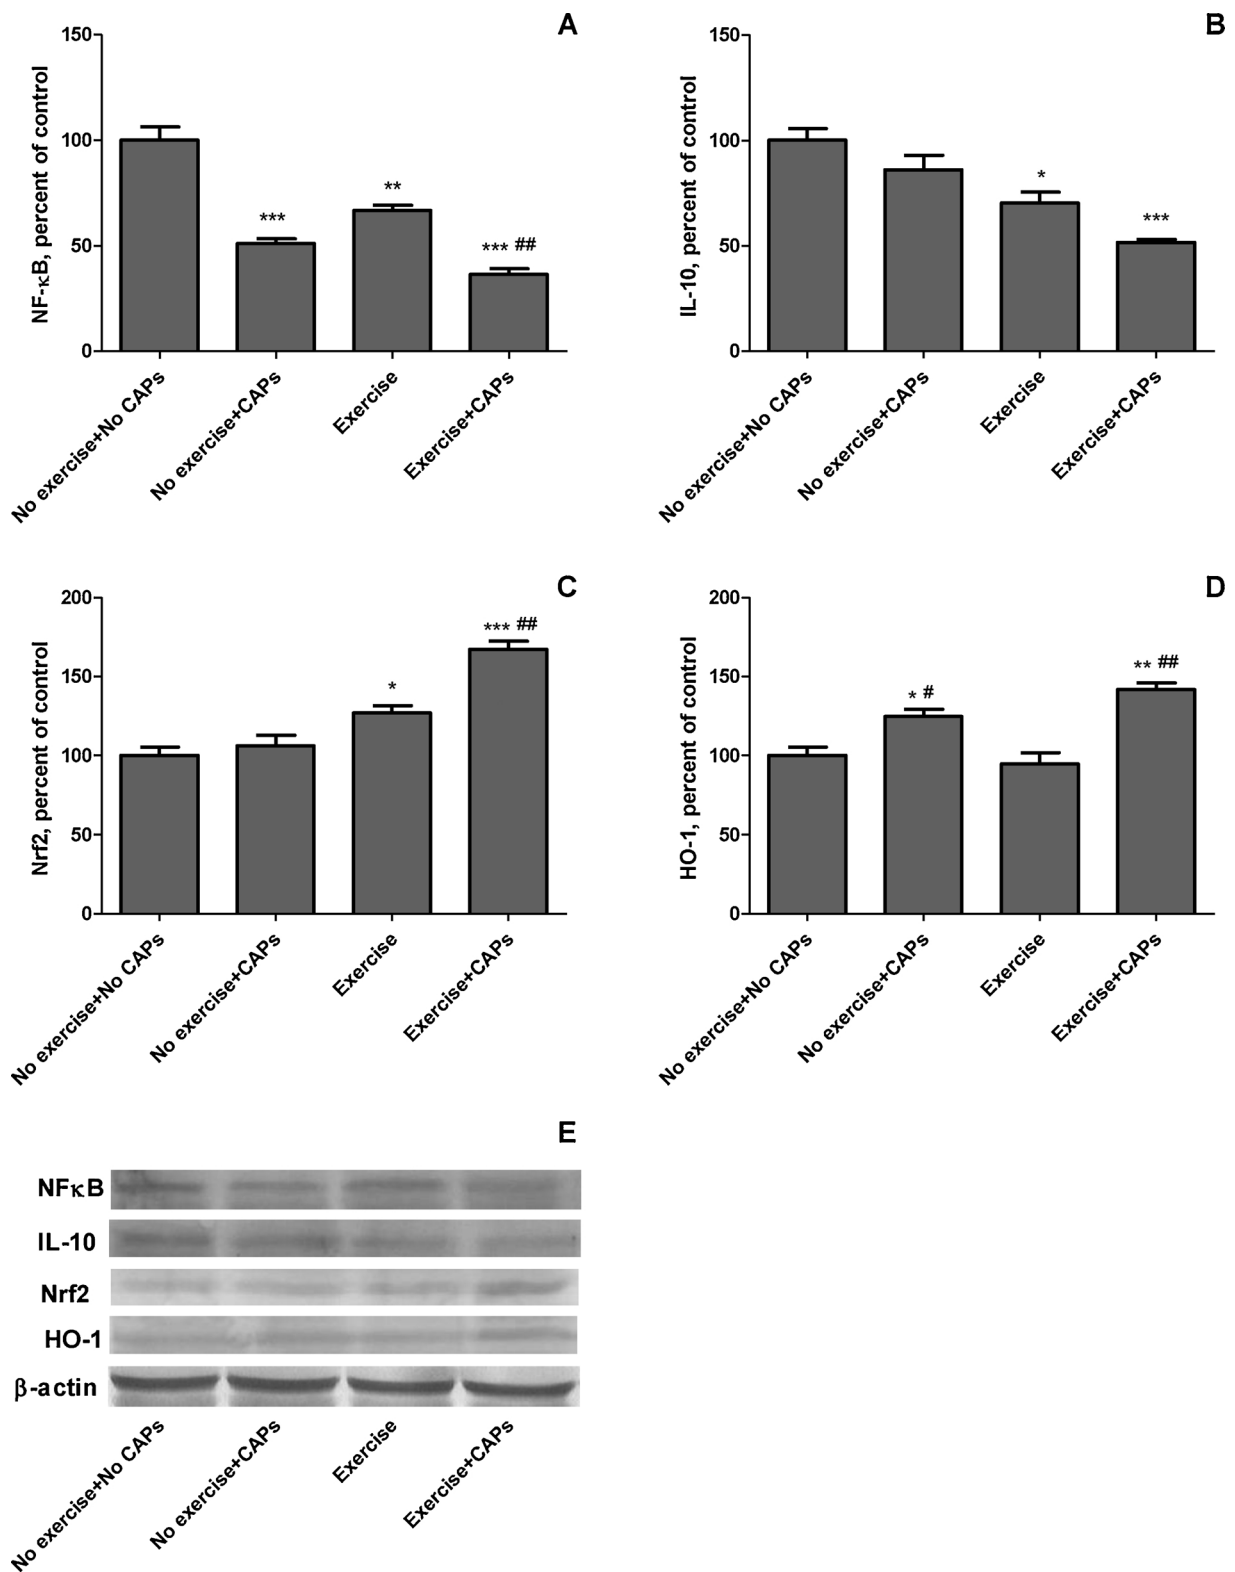 A
NF-κB, percent of control
150
100
50
0
***
**
*** ##
No exercise+No CAPs
No exercise+CAPs
Exercise
Exercise+CAPs
B
IL-10, percent of control
150
100
50
0
*
***
No exercise+No CAPs
No exercise+CAPs
Exercise
Exercise+CAPs
C
Nrf2, percent of control
200
150
100
50
0
*
*** ##
No exercise+No CAPs
No exercise+CAPs
Exercise
Exercise+CAPs
D
HO-1, percent of control
200
150
100
50
0
* #
** ##
No exercise+No CAPs
No exercise+CAPs
Exercise
Exercise+CAPs
E
NFκB
IL-10
Nrf2
HO-1
β-actin
No exercise+No CAPs
No exercise+CAPs
Exercise
Exercise+CAPs